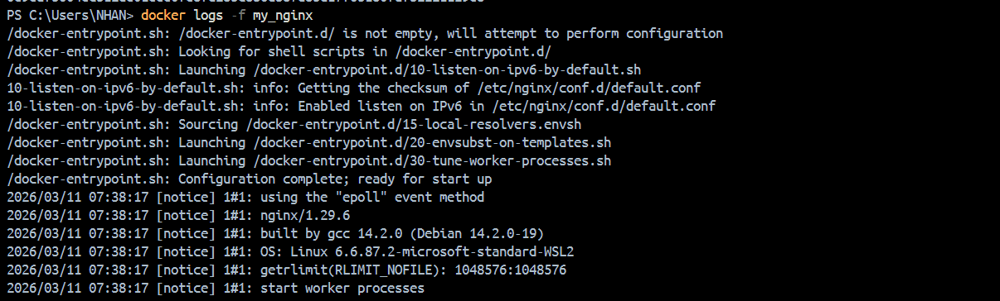 PS C:\Users\NHAN> docker logs -f my_nginx
/docker-entrypoint.sh: /docker-entrypoint.d/ is not empty, will attempt to perform configuration
/docker-entrypoint.sh: Looking for shell scripts in /docker-entrypoint.d/
/docker-entrypoint.sh: Launching /docker-entrypoint.d/10-listen-on-ipv6-by-default.sh
10-listen-on-ipv6-by-default.sh: info: Getting the checksum of /etc/nginx/conf.d/default.conf
10-listen-on-ipv6-by-default.sh: info: Enabled listen on IPv6 in /etc/nginx/conf.d/default.conf
/docker-entrypoint.sh: Sourcing /docker-entrypoint.d/15-local-resolvers.envsh
/docker-entrypoint.sh: Launching /docker-entrypoint.d/20-envsubst-on-templates.sh
/docker-entrypoint.sh: Launching /docker-entrypoint.d/30-tune-worker-processes.sh
/docker-entrypoint.sh: Configuration complete; ready for start up
2026/03/11 07:38:17 [notice] 1#1: using the "epoll" event method
2026/03/11 07:38:17 [notice] 1#1: nginx/1.29.6
2026/03/11 07:38:17 [notice] 1#1: built by gcc 14.2.0 (Debian 14.2.0-19)
2026/03/11 07:38:17 [notice] 1#1: OS: Linux 6.6.87.2-microsoft-standard-WSL2
2026/03/11 07:38:17 [notice] 1#1: getrlimit(RLIMIT_NOFILE): 1048576:1048576
2026/03/11 07:38:17 [notice] 1#1: start worker processes